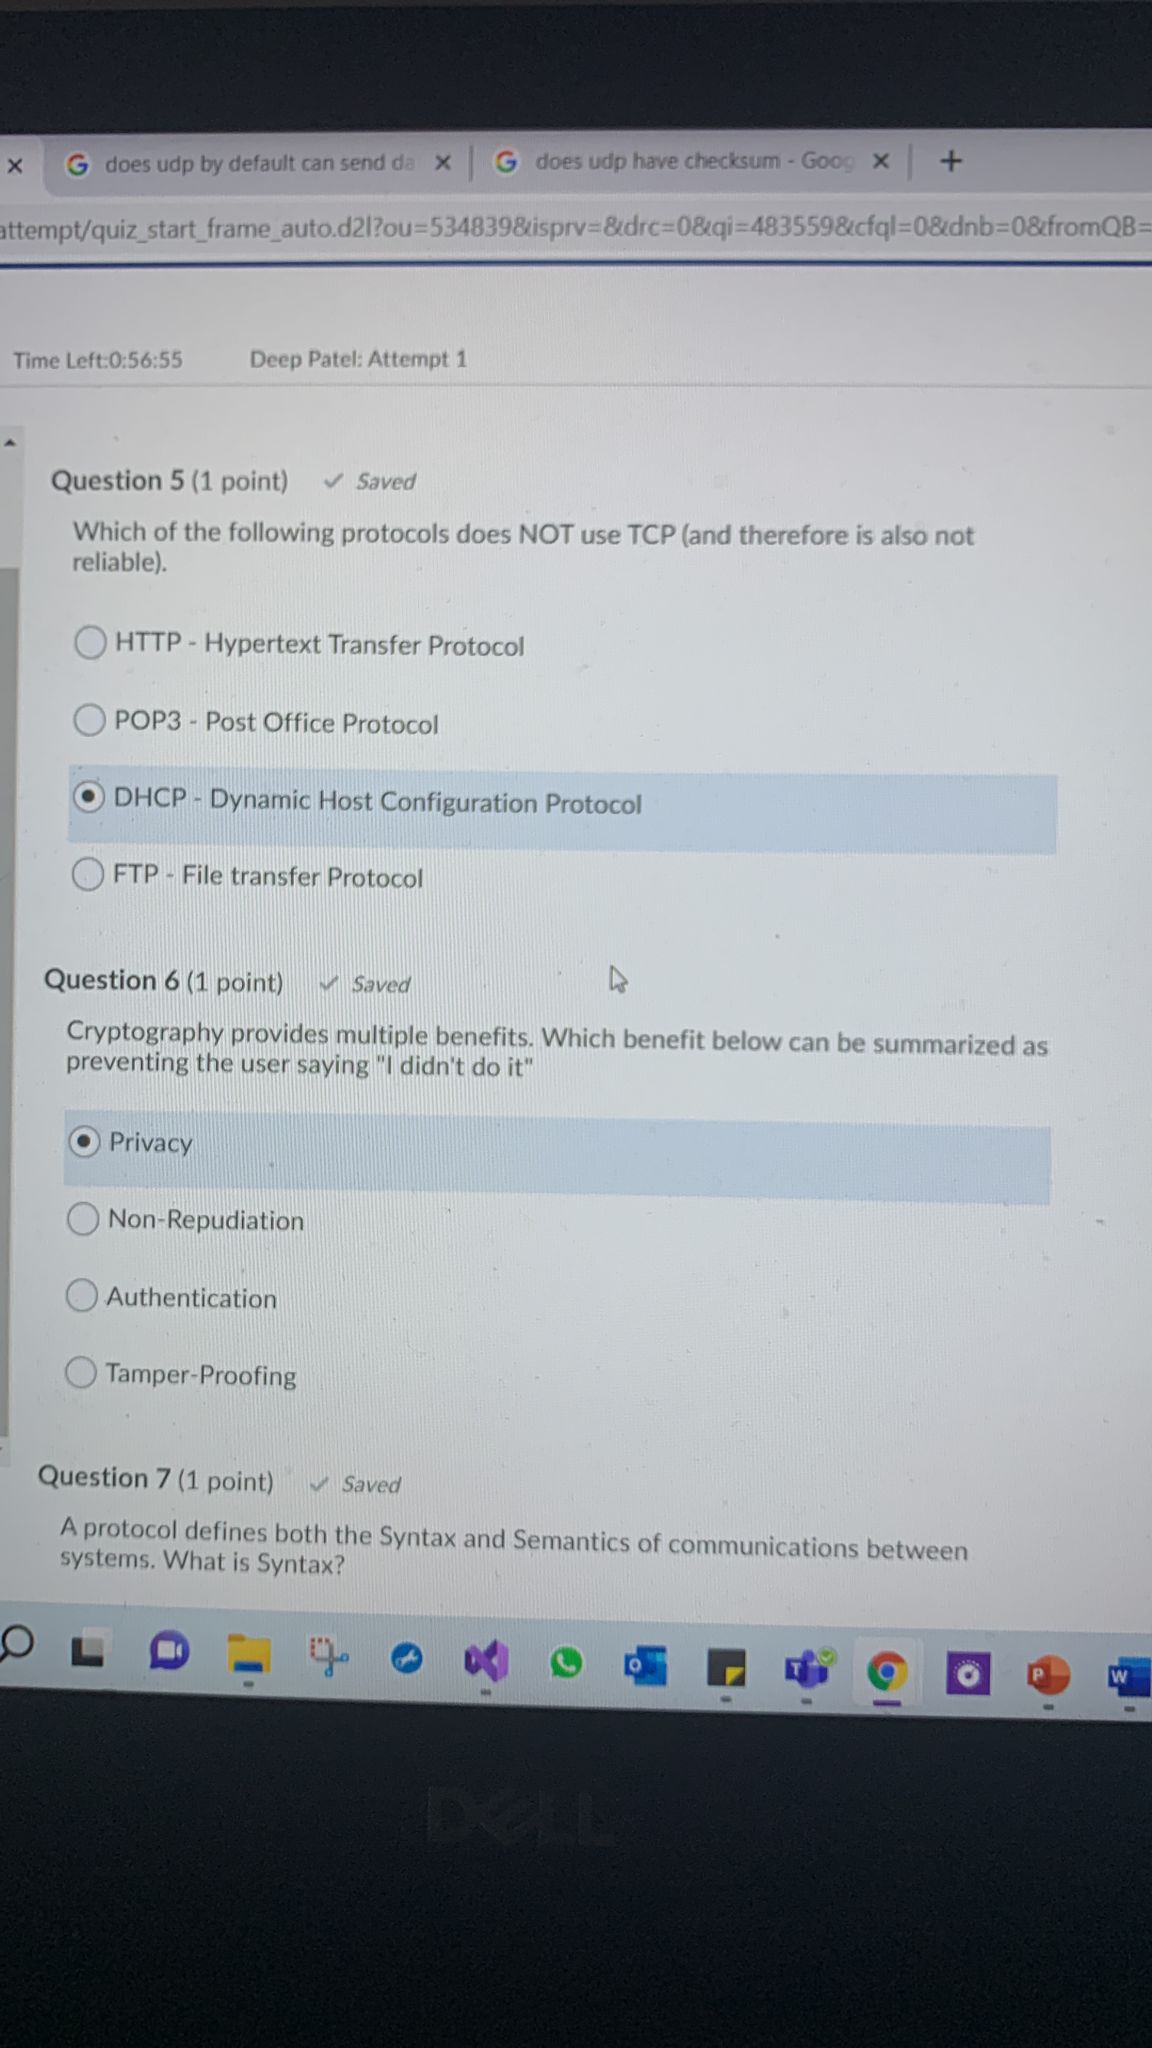 does udp by default can send da
does udp have checksum - Goog
attempt/quiz_start_frame_auto.d2l?ou=534839&isprv=&drc=0&qi=483559&cfql=0&dnb=0&fromQB=
Time Left:0:56:55 Deep Patel: Attempt 1
Question 5 (1 point) ✓ Saved
Which of the following protocols does NOT use TCP (and therefore is also not
reliable).
HTTP - Hypertext Transfer Protocol
POP3 - Post Office Protocol
DHCP - Dynamic Host Configuration Protocol
FTP - File transfer Protocol
Question 6 (1 point) ✓ Saved
Cryptography provides multiple benefits. Which benefit below can be summarized as
preventing the user saying "I didn't do it"
Privacy
Non-Repudiation
Authentication
Tamper-Proofing
Question 7 (1 point) ✓ Saved
A protocol defines both the Syntax and Semantics of communications between
systems. What is Syntax?
DELL